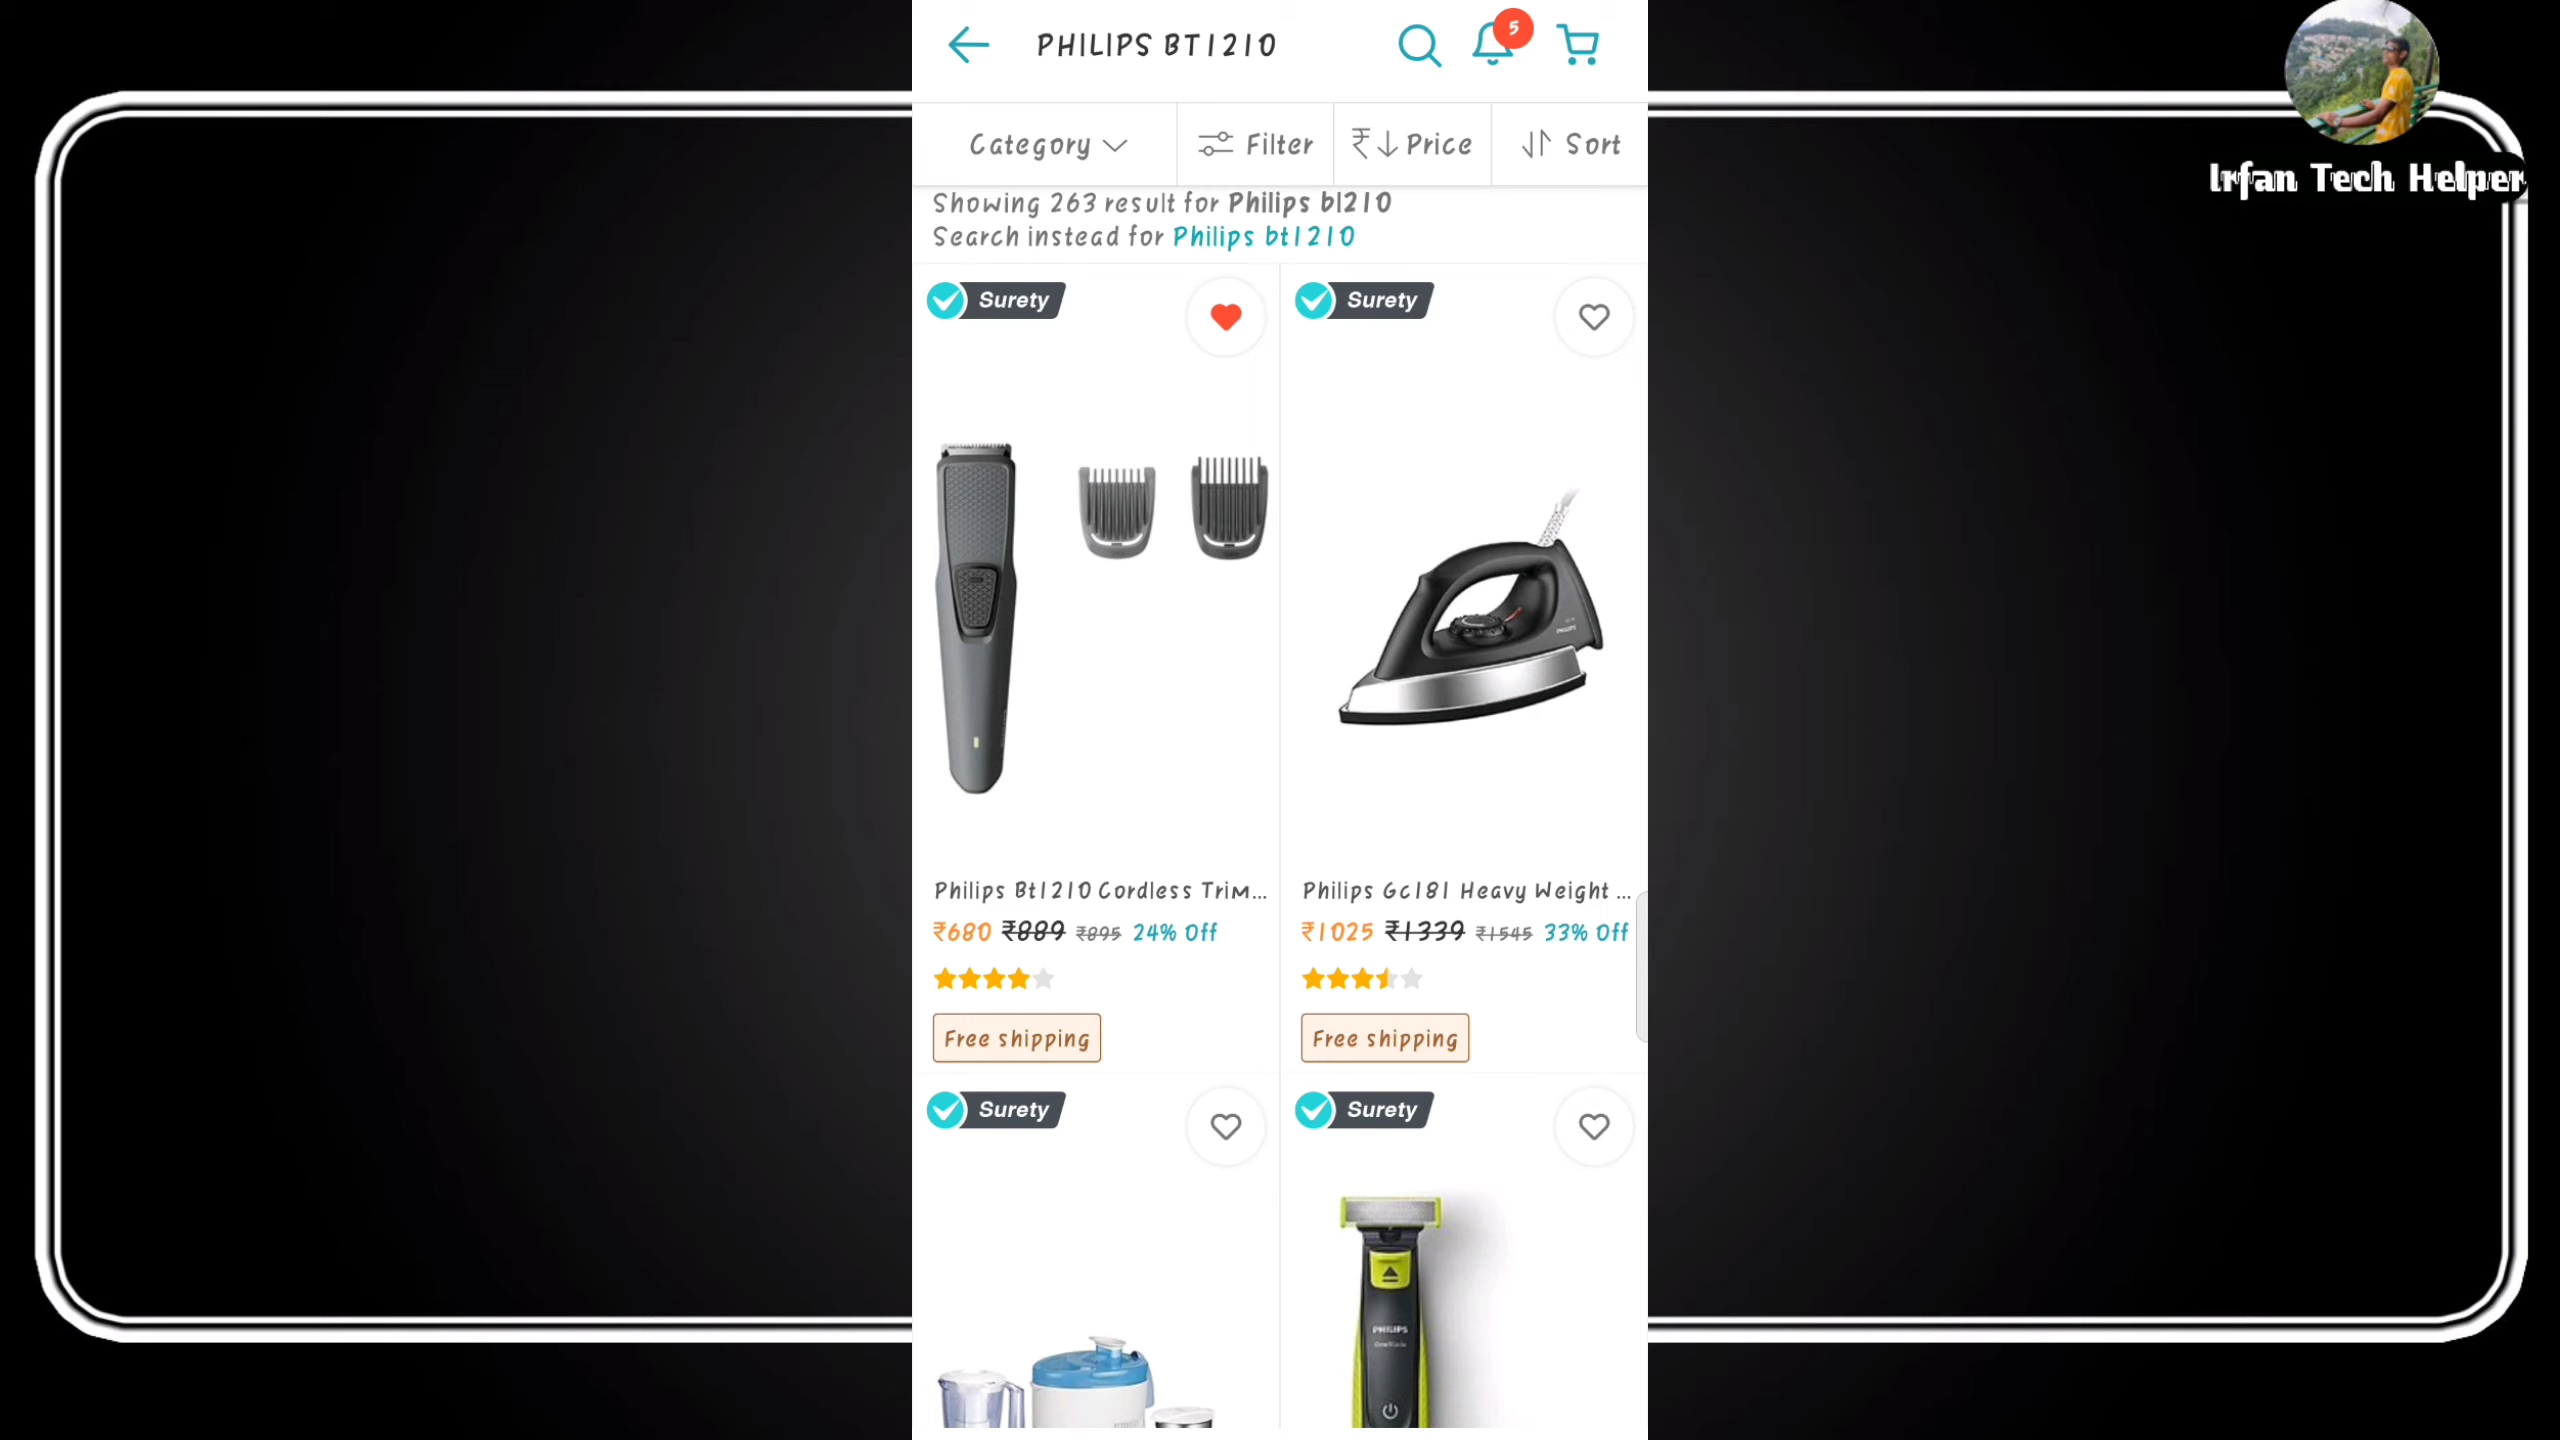 PHILIPS BT1210
5
Irfan Tech Helper
Category
Filter
₹↓ Price
Sort
Showing 263 result for Philips bl210
Search instead for Philips bt1210
Surety
Surety
PHILIPS
Philips Bt1210 Cordless Trim...
Philips Gc181 Heavy Weight ...
₹680 ₹889 ₹895 24% Off
₹1025 ₹1339 ₹1545 33% Off
Free shipping
Free shipping
Surety
Surety
PHILIPS
OneBlade